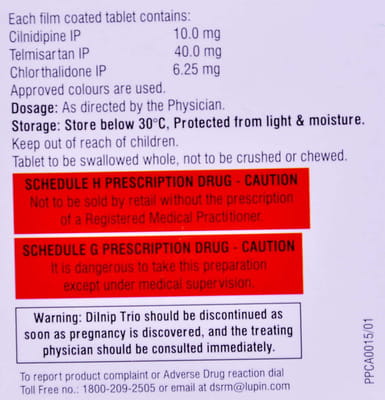 Each film coated tablet contains:
Cilnidipine IP 10.0 mg
Telmisartan IP 40.0 mg
Chlorthalidone IP 6.25 mg
Approved colours are used.
Dosage: As directed by the Physician.
Storage: Store below 30°C, Protected from light & moisture.
Keep out of reach of children.
Tablet to be swallowed whole, not to be crushed or chewed.
SCHEDULE H PRESCRIPTION DRUG - CAUTION
Not to be sold by retail without the prescription
of a Registered Medical Practitioner.
SCHEDULE G PRESCRIPTION DRUG - CAUTION
It is dangerous to take this preparation
except under medical supervision.
Warning: Dilnip Trio should be discontinued as
soon as pregnancy is discovered, and the treating
physician should be consulted immediately.
To report product complaint or Adverse Drug reaction dial
Toll Free no.: 1800-209-2505 or email at dsrm@lupin.com
PPCA0015/01